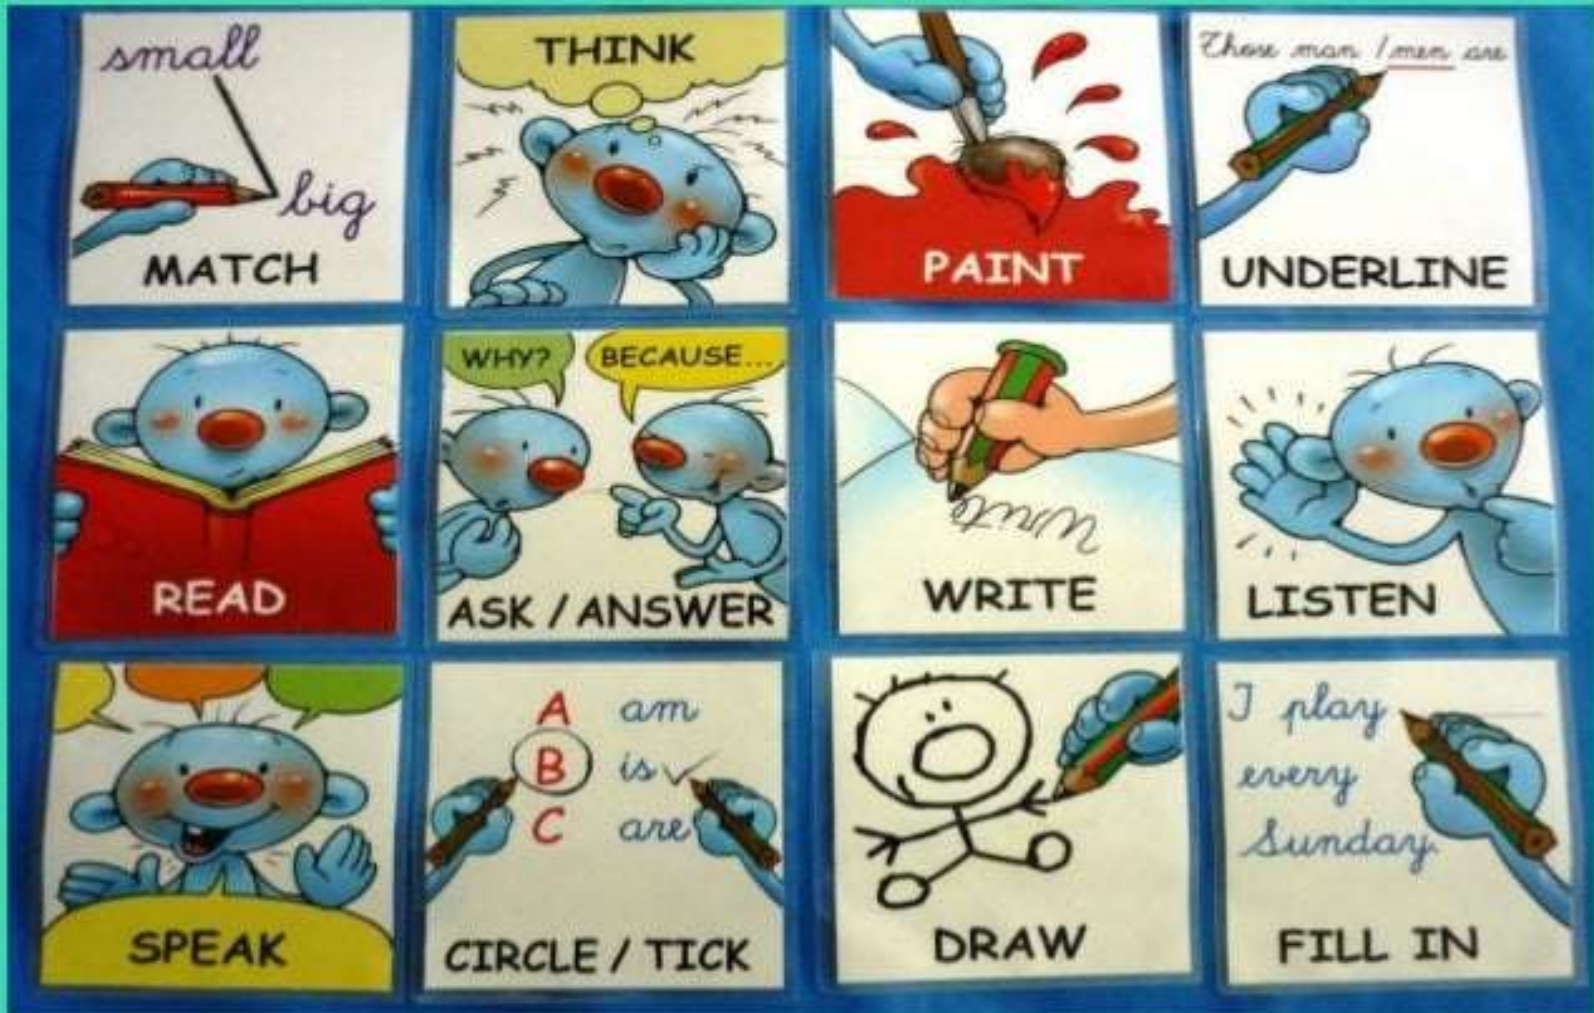 small
big
MATCH
THINK
PAINT
Those man / men are
UNDERLINE
READ
WHY?
BECAUSE...
ASK / ANSWER
Write
WRITE
LISTEN
SPEAK
A am
B is
C are
CIRCLE / TICK
DRAW
I play
every
Sunday.
FILL IN